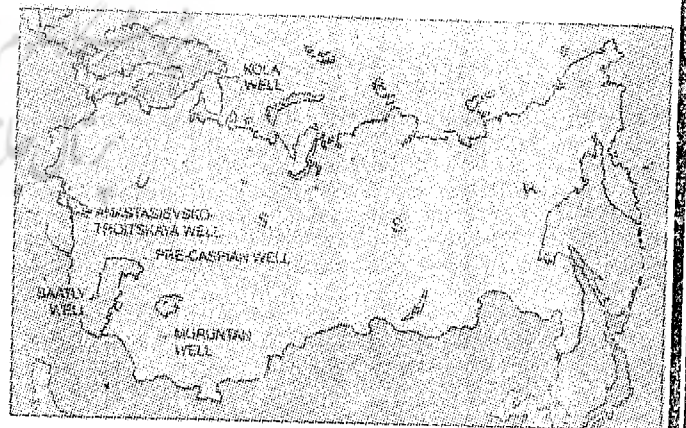 KOLA
WELL
U S S R
ANASTASIEVSKO-
TROITSKAYA WELL
PRE-CASPIAN WELL
SAATLY
WELL
MURUNTAU
WELL